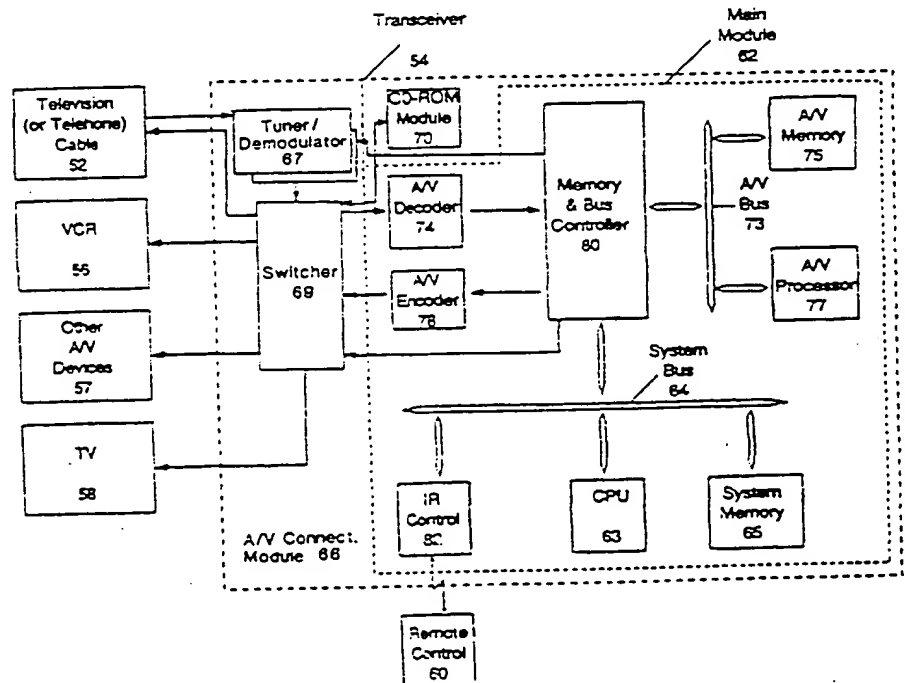 Transceiver
54
Main
Module
62
Television
(or Telehone)
Cable
52
Tuner /
Demodulator
67
CD-ROM
Module
70
A/V
Memory
75
Memory
& Bus
Controller
80
A/V
Bus
73
A/V
Decoder
74
VCR
56
Switcher
69
A/V
Encoder
78
A/V
Processor
77
Other
A/V
Devices
57
System
Bus
64
TV
58
IR
Control
82
CPU
63
System
Memory
65
A/V Connect.
Module 66
Remote
Control
60